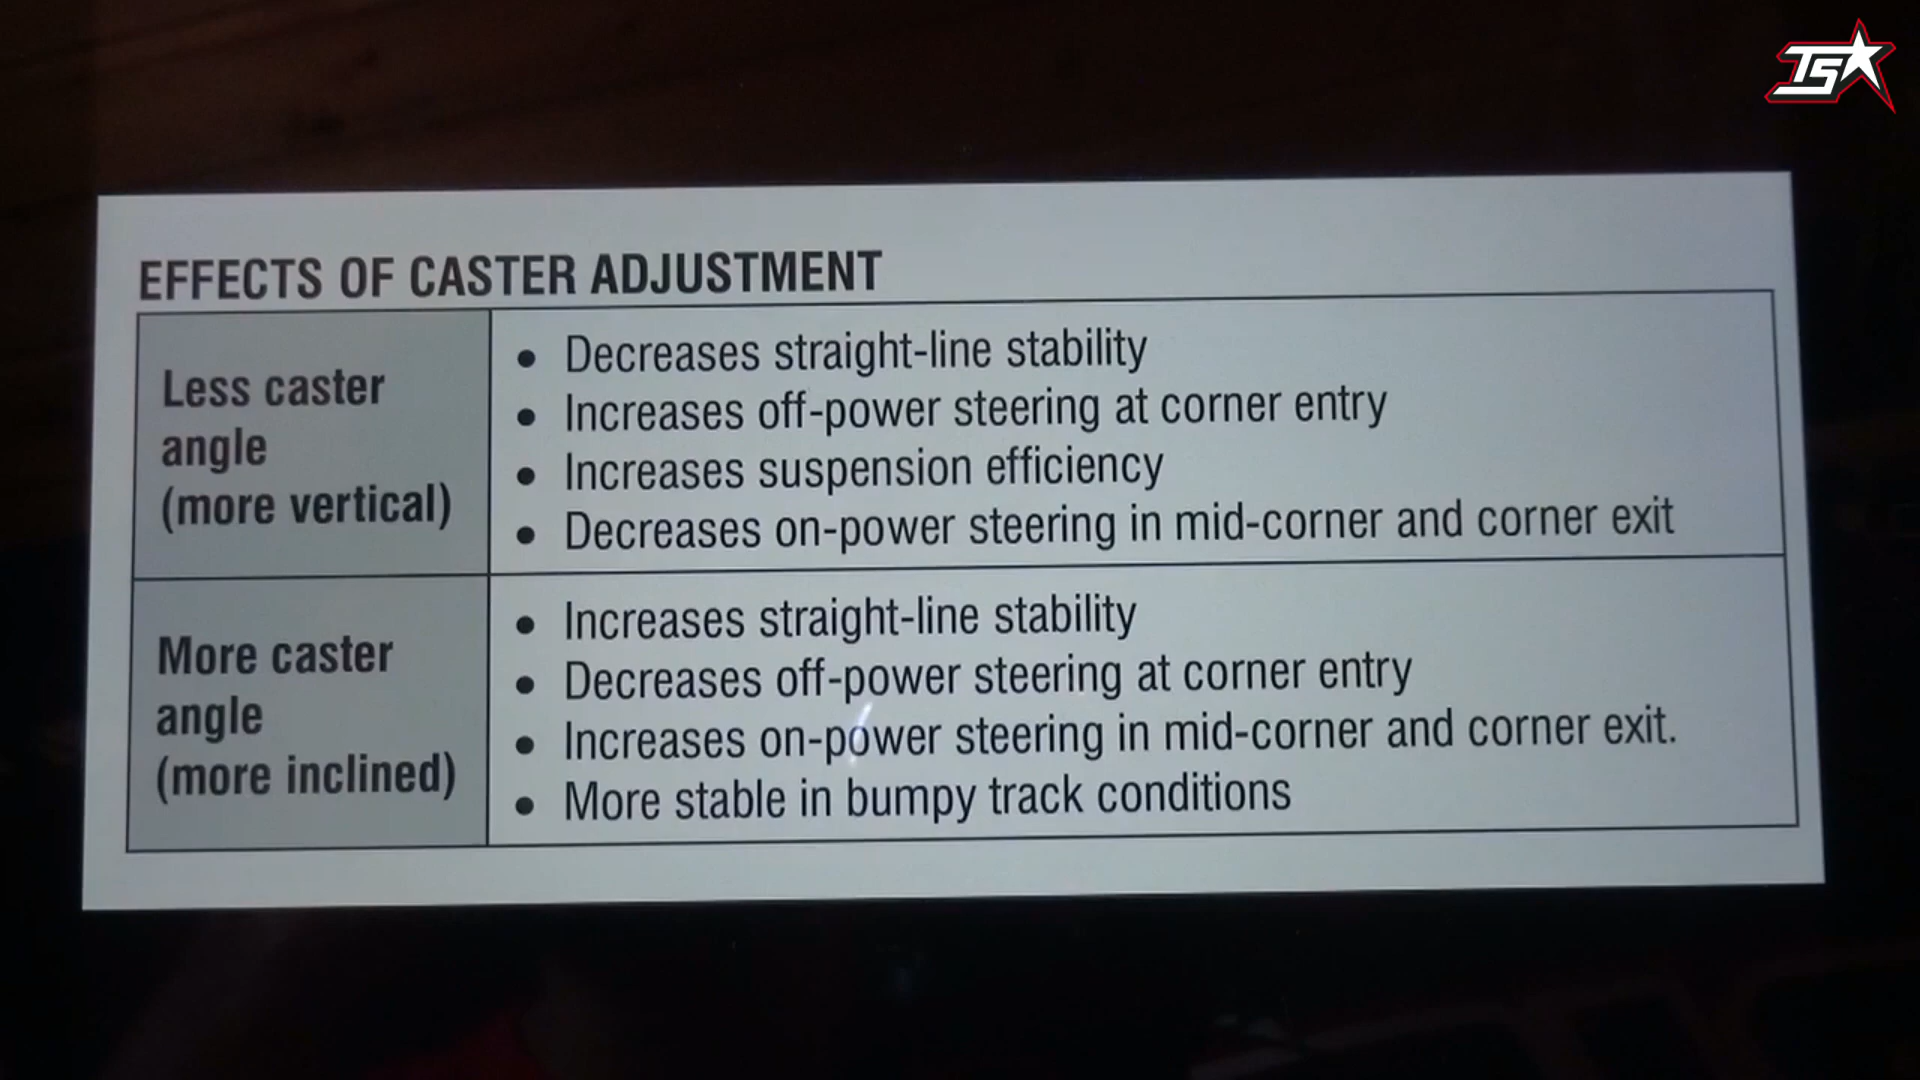 TS
EFFECTS OF CASTER ADJUSTMENT
Less caster
angle
(more vertical)
• Decreases straight-line stability
• Increases off-power steering at corner entry
• Increases suspension efficiency
• Decreases on-power steering in mid-corner and corner exit
More caster
angle
(more inclined)
• Increases straight-line stability
• Decreases off-power steering at corner entry
• Increases on-power steering in mid-corner and corner exit.
• More stable in bumpy track conditions